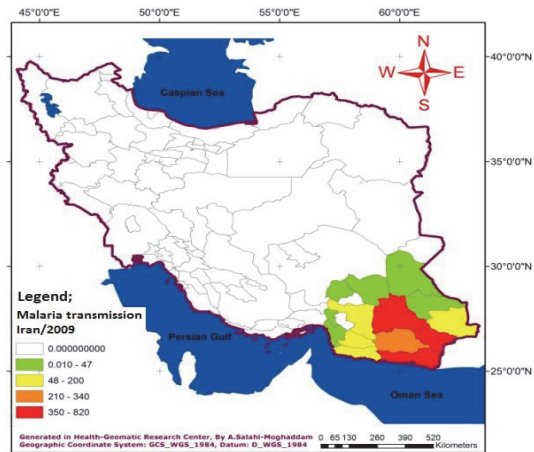 45°0'0"E 50°0'0"E 55°0'0"E 60°0'0"E
N
W E
S
40°0'0"N
35°0'0"N
30°0'0"N
25°0'0"N
Caspian Sea
Persian Gulf
Oman Sea
Legend;
Malaria transmission
Iran/2009
0.000000000
0.010 - 47
48 - 200
210 - 340
350 - 820
Generated in Health-Geomatic Research Center, By A.Salahi-Moghaddam
Geographic Coordinate System: GCS_WGS_1984, Datum: D_WGS_1984
0 65 130 260 390 520
Kilometers